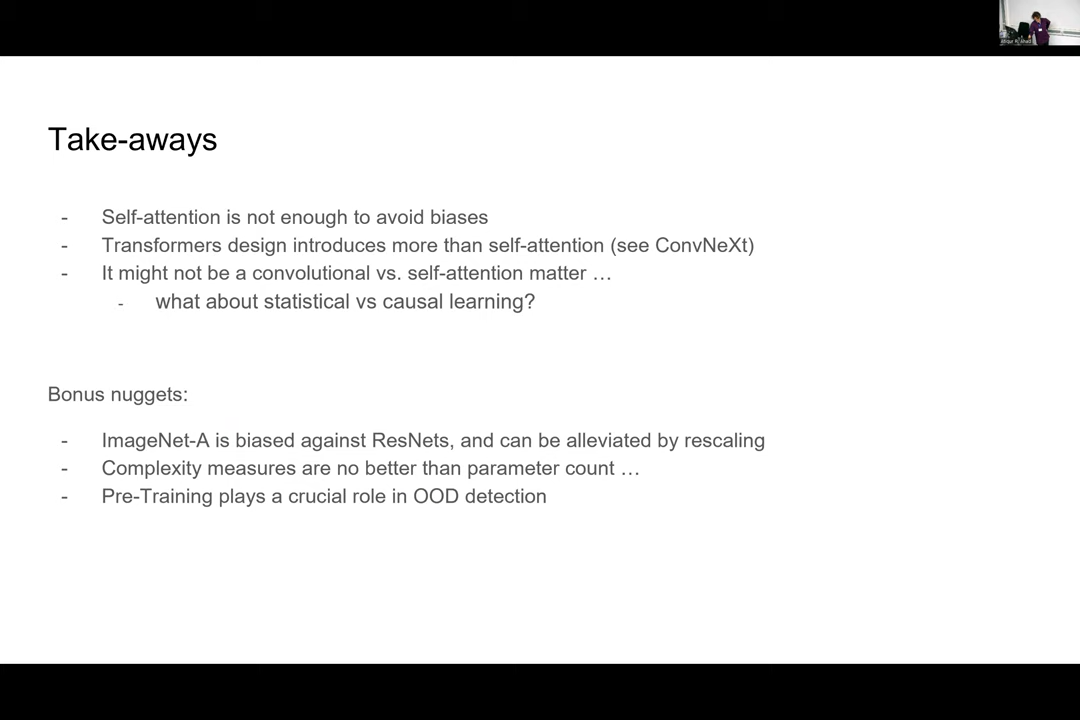 Take-aways
- Self-attention is not enough to avoid biases
- Transformers design introduces more than self-attention (see ConvNeXt)
- It might not be a convolutional vs. self-attention matter …
- what about statistical vs causal learning?
Bonus nuggets:
- ImageNet-A is biased against ResNets, and can be alleviated by rescaling
- Complexity measures are no better than parameter count …
- Pre-Training plays a crucial role in OOD detection